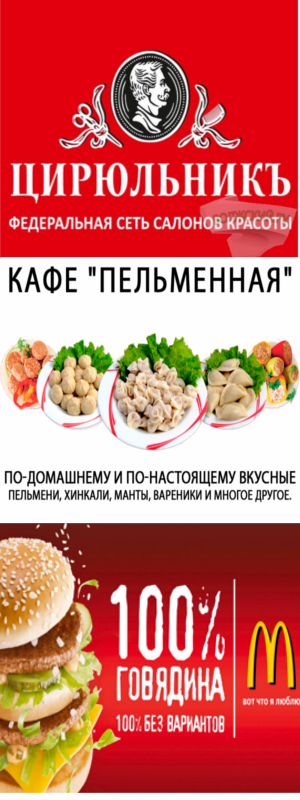 ЦИРЮЛЬНИКЪ
ФЕДЕРАЛЬНАЯ СЕТЬ САЛОНОВ КРАСОТЫ
КАФЕ "ПЕЛЬМЕННАЯ"
ПО-ДОМАШНЕМУ И ПО-НАСТОЯЩЕМУ ВКУСНЫЕ
ПЕЛЬМЕНИ, ХИНКАЛИ, МАНТЫ, ВАРЕНИКИ И МНОГОЕ ДРУГОЕ.
100%
ГОВЯДИНА
100% БЕЗ ВАРИАНТОВ
вот что я люблю